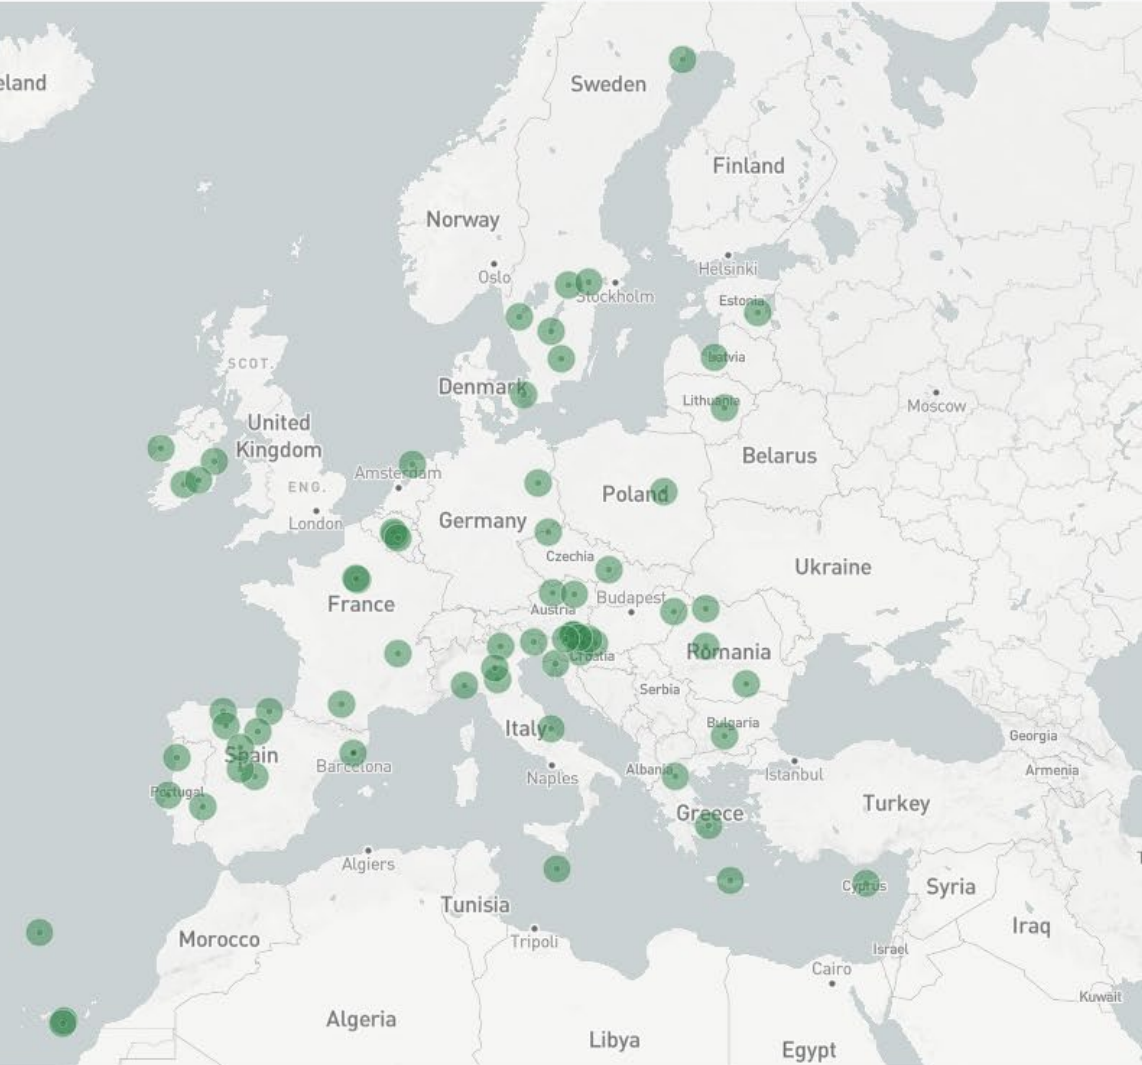 eland
Sweden
Finland
Norway
Oslo
Helsinki
Stockholm
Estonia
SCOT.
Latvia
Denmark
Lithuania
Moscow
United
Kingdom
Belarus
Amsterdam
ENG.
Poland
London
Germany
Czechia
Ukraine
France
Austria
Budapest
Croatia
Romania
Serbia
Italy
Bulgaria
Spain
Barcelona
Georgia
Naples
Albania
Istanbul
Armenia
Portugal
Greece
Turkey
Algiers
T
Cyprus
Syria
Tunisia
Iraq
Morocco
Tripoli
Israel
Cairo
Kuwait
Algeria
Libya
Egypt